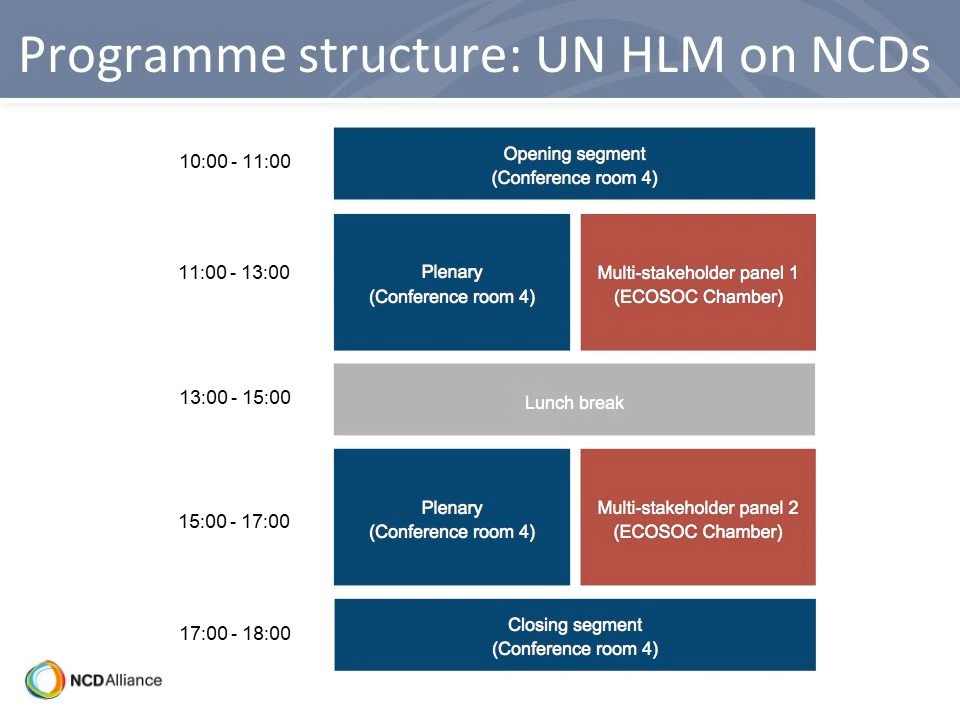 Programme structure: UN HLM on NCDs
10:00 - 11:00
Opening segment
(Conference room 4)
11:00 - 13:00
Plenary
(Conference room 4)
Multi-stakeholder panel 1
(ECOSOC Chamber)
13:00 - 15:00
Lunch break
15:00 - 17:00
Plenary
(Conference room 4)
Multi-stakeholder panel 2
(ECOSOC Chamber)
17:00 - 18:00
Closing segment
(Conference room 4)
NCDAlliance